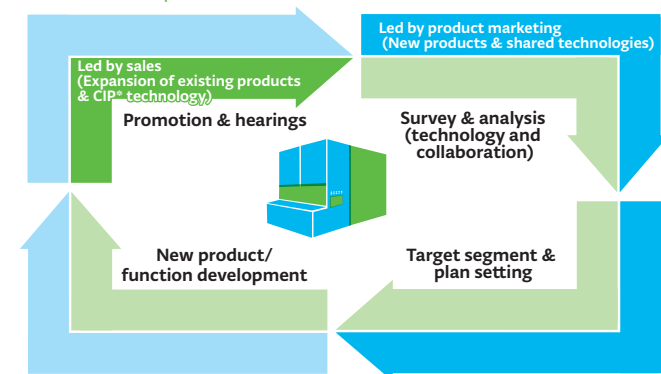 Led by sales
(Expansion of existing products
& CIP* technology)
Promotion & hearings
Led by product marketing
(New products & shared technologies)
Survey & analysis
(technology and
collaboration)
New product/
function development
Target segment &
plan setting